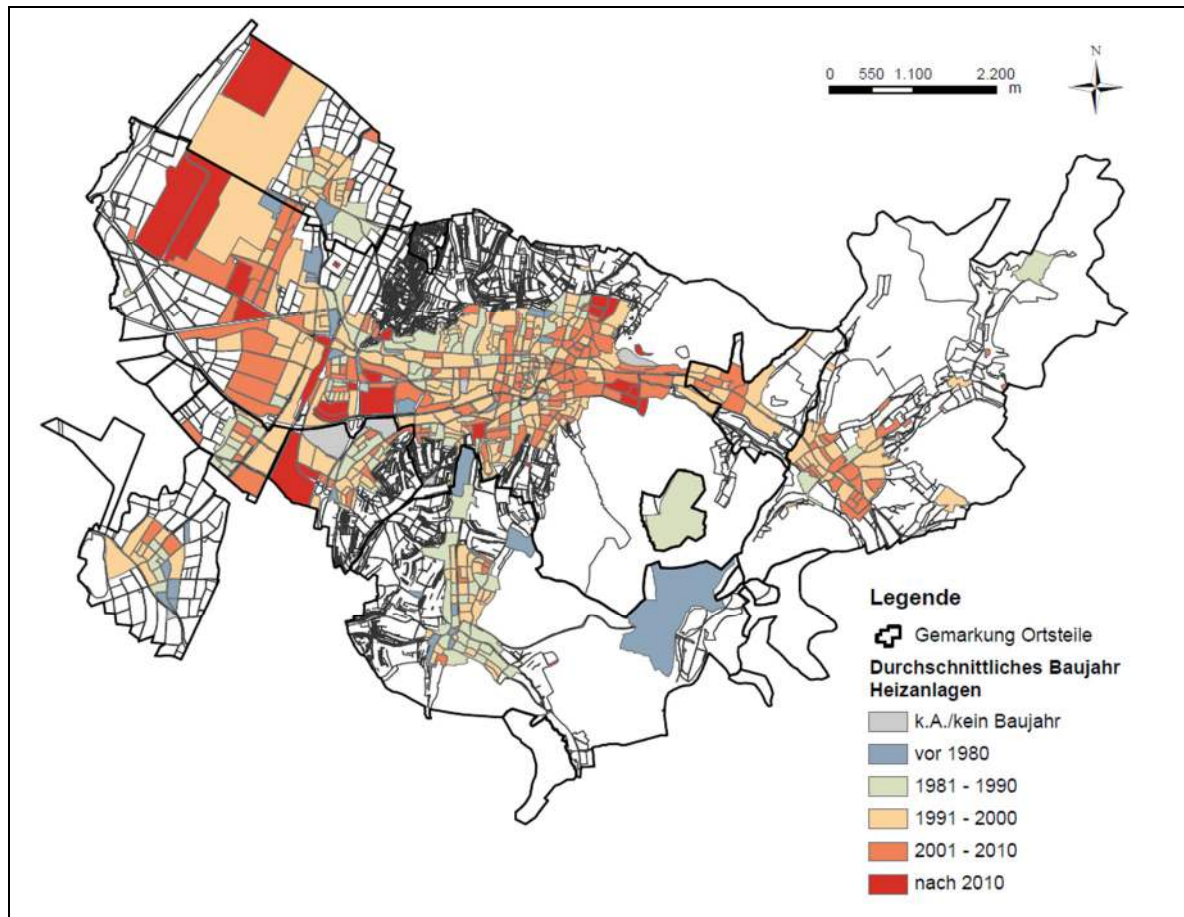 N
0 550 1.100 2.200
m
Legende
Gemarkung Ortsteile
Durchschnittliches Baujahr
Heizanlagen
k.A./kein Baujahr
vor 1980
1981 - 1990
1991 - 2000
2001 - 2010
nach 2010